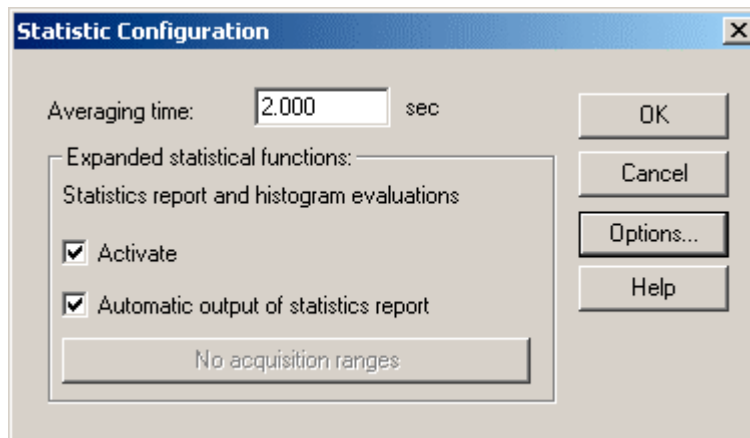 Statistic Configuration
Averaging time: 2.000 sec
OK
Expanded statistical functions:
Cancel
Statistics report and histogram evaluations
Options...
Activate
Help
Automatic output of statistics report
No acquisition ranges